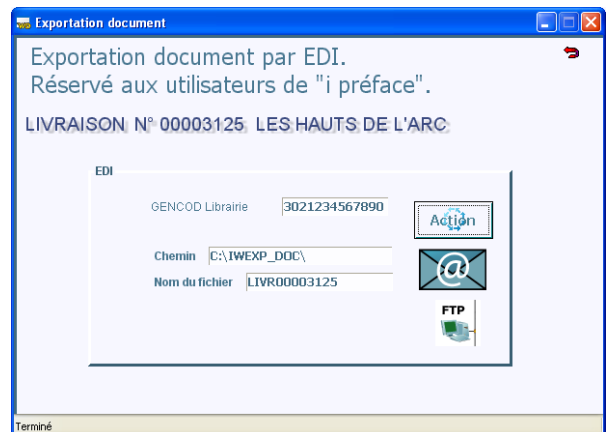 Exportation document
Exportation document par EDI.
Réservé aux utilisateurs de "i préface".
LIVRAISON N° 00003125 LES HAUTS DE L'ARC
EDI
GENCOD Librairie 3021234567890
Action
Chemin C:\IWEXP_DOC\
Nom du fichier LIVR00003125
@
FTP
Terminé